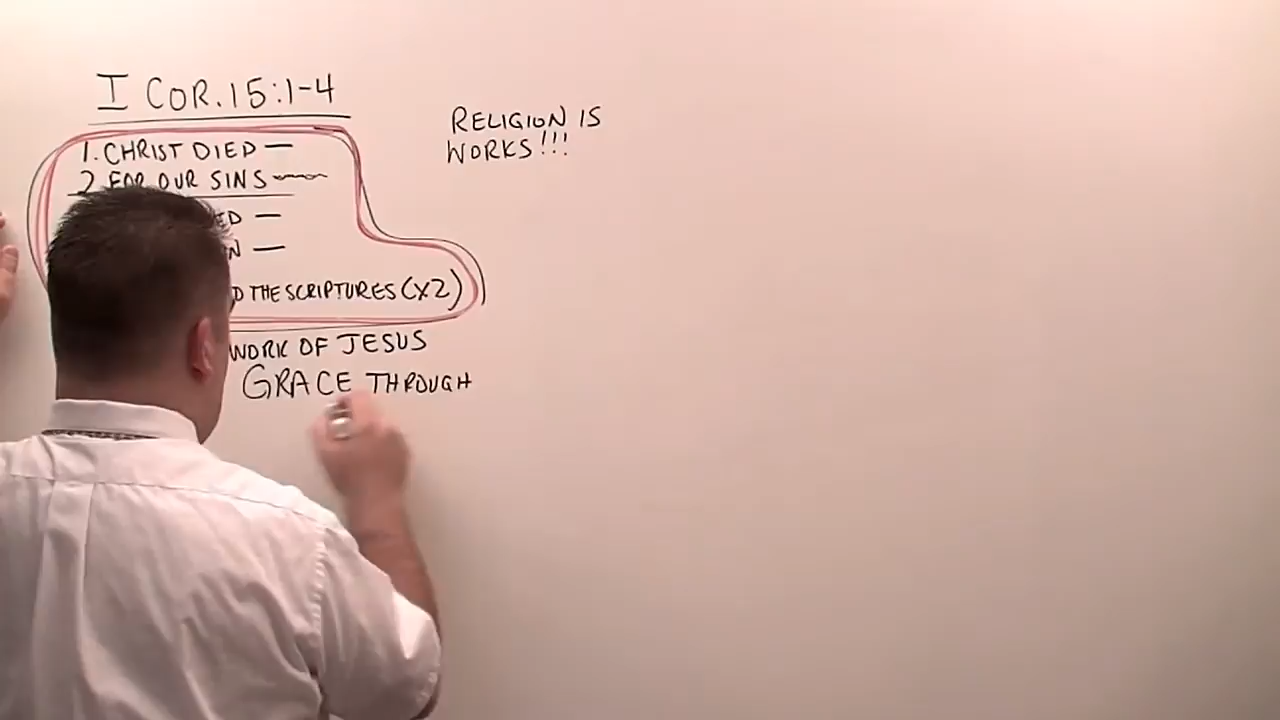 I COR. 15:1-4
1. CHRIST DIED —
2. FOR OUR SINS
ED —
N —
D THE SCRIPTURES (X2)
WORK OF JESUS
GRACE THROUGH
RELIGION IS
WORKS!!!